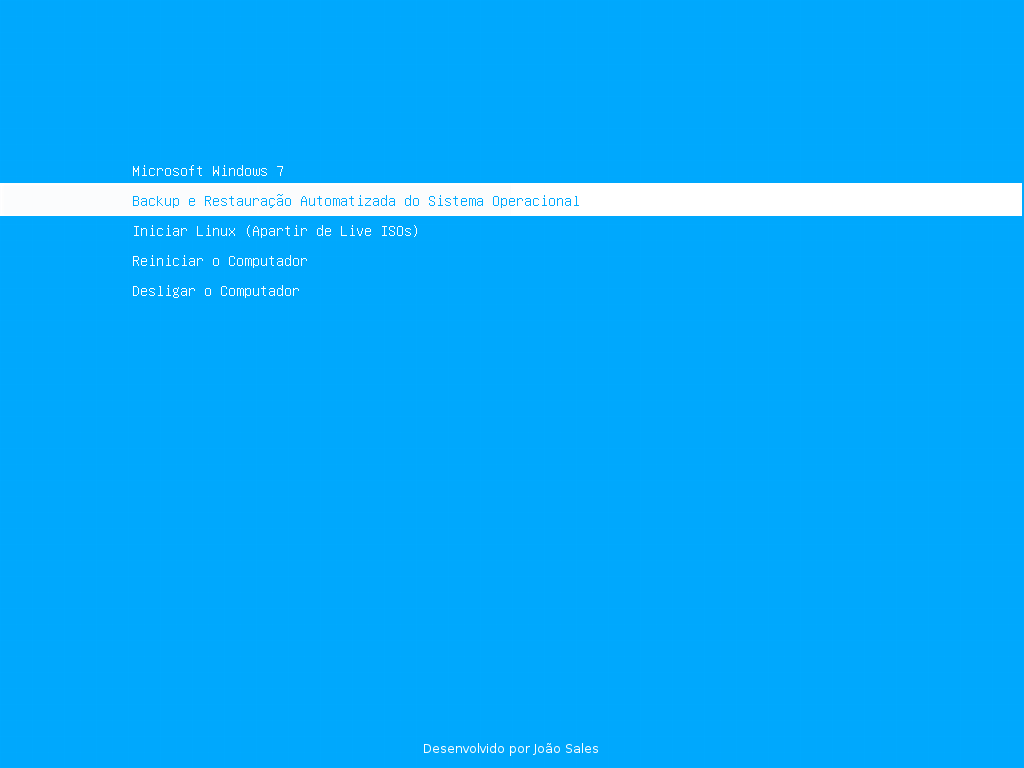 Microsoft Windows 7
Backup e Restauração Automatizada do Sistema Operacional
Iniciar Linux (Apartir de Live ISOs)
Reiniciar o Computador
Desligar o Computador
Desenvolvido por João Sales